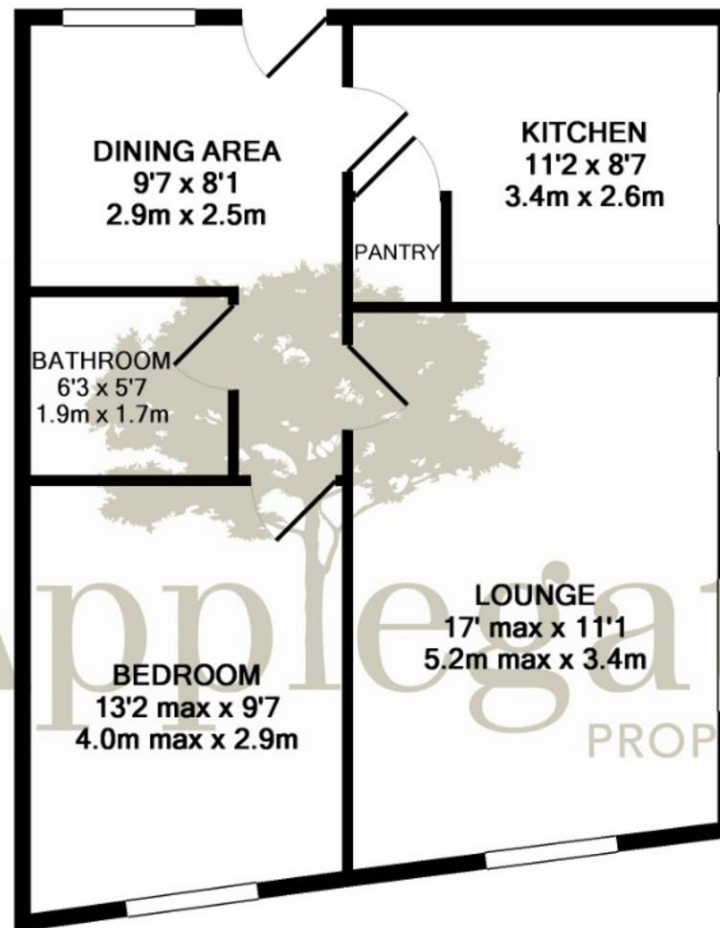 DINING AREA
9'7 x 8'1
2.9m x 2.5m
KITCHEN
11'2 x 8'7
3.4m x 2.6m
PANTRY
BATHROOM
6'3 x 5'7
1.9m x 1.7m
LOUNGE
17' max x 11'1
5.2m max x 3.4m
BEDROOM
13'2 max x 9'7
4.0m max x 2.9m